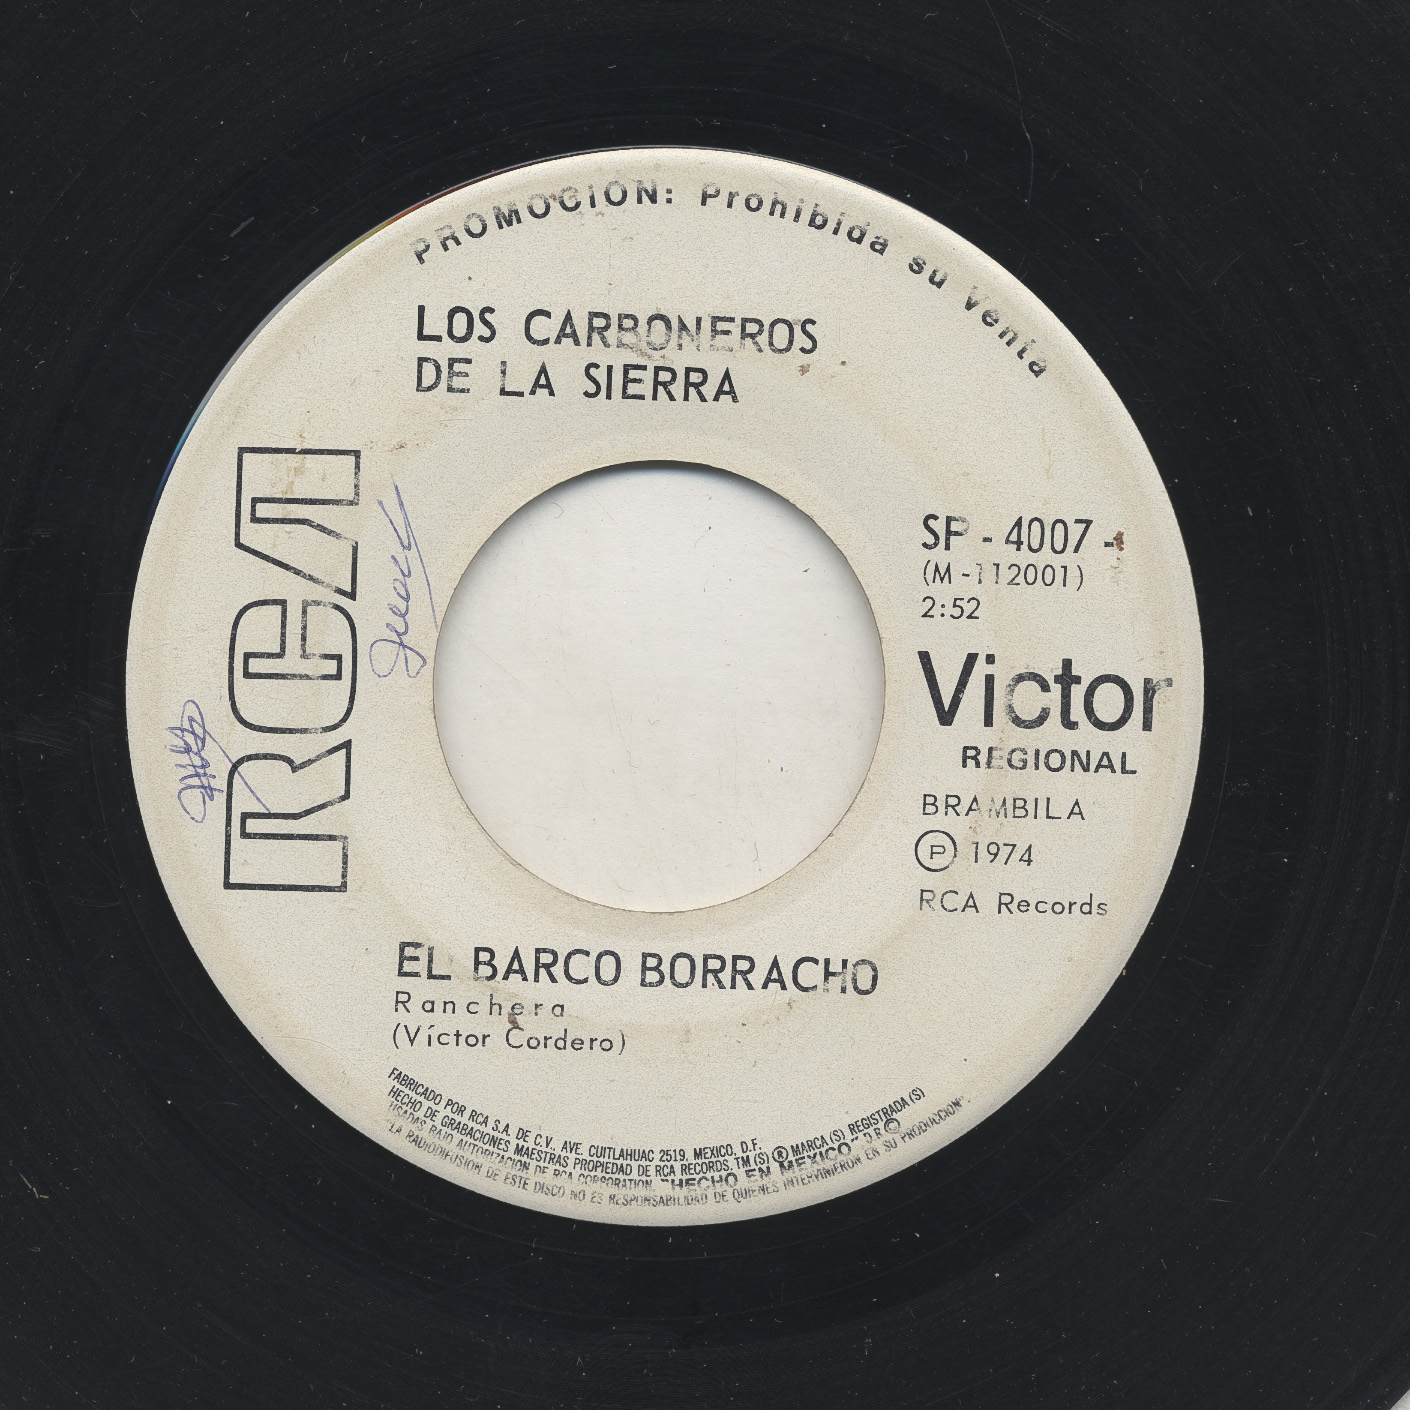 PROMOCION: Prohibida su Venta
LOS CARBONEROS
DE LA SIERRA
RCA
SP - 4007 -
(M-112001)
2:52
Victor
REGIONAL
BRAMBILA
Ⓟ 1974
RCA Records
EL BARCO BORRACHO
Ranchera
(Víctor Cordero)
FABRICADO POR RCA S.A. DE C.V. AVE. CUITLAHUAC 2519, MEXICO, D.F.
HECHO DE GRABACIONES MAESTRAS PROPIEDAD DE RCA RECORDS, TM (S) ® MARCA (S) REGISTRADA (S)
USADAS BAJO AUTORIZACION DE RCA CORPORATION. "HECHO EN MEXICO" D.R. ©
"LA RADIODIFUSION DE ESTE DISCO NO ES RESPONSABILIDAD DE QUIENES INTERVINIERON EN SU PRODUCCION".